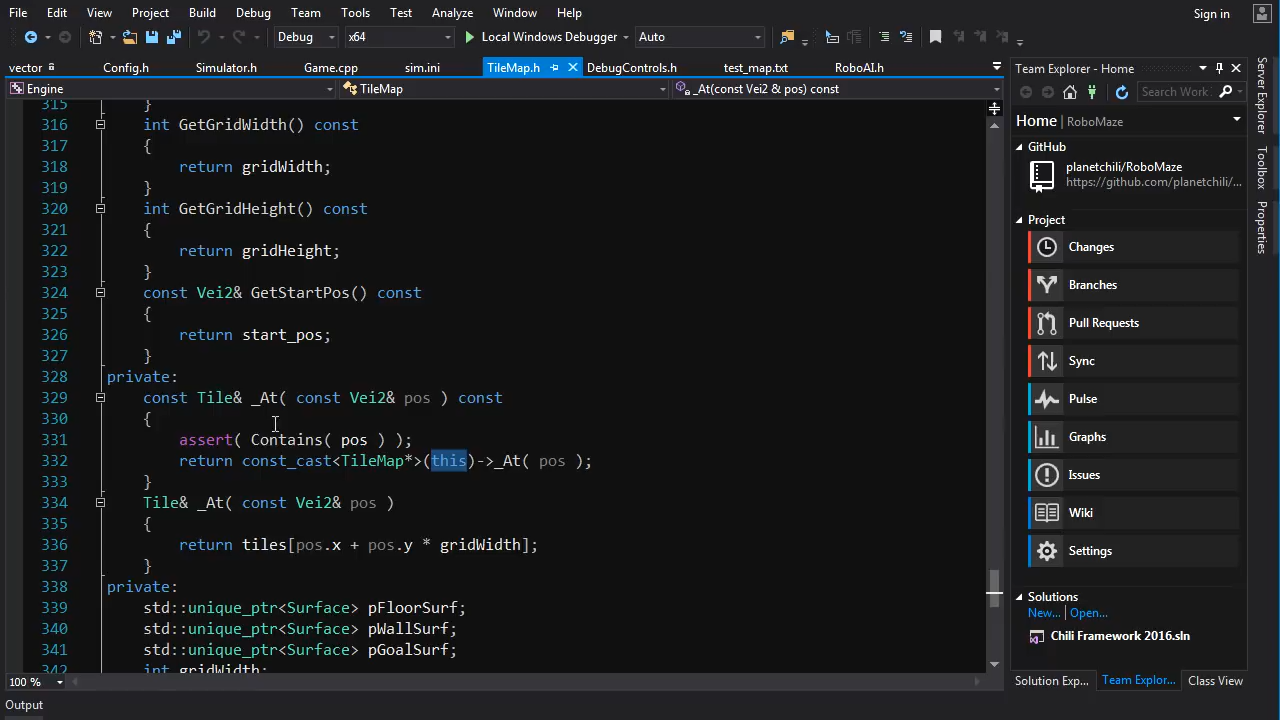 File Edit View Project Build Debug Team Tools Test Analyze Window Help Sign in
Debug x64 Local Windows Debugger Auto
vector Config.h Simulator.h Game.cpp sim.ini TileMap.h DebugControls.h test_map.txt RoboAI.h
Engine TileMap _At(const Vei2 & pos) const
315 }
316 int GetGridWidth() const
317 {
318 return gridWidth;
319 }
320 int GetGridHeight() const
321 {
322 return gridHeight;
323 }
324 const Vei2& GetStartPos() const
325 {
326 return start_pos;
327 }
328 private:
329 const Tile& _At( const Vei2& pos ) const
330 {
331 assert( Contains( pos ) );
332 return const_cast<TileMap*>(this)->_At( pos );
333 }
334 Tile& _At( const Vei2& pos )
335 {
336 return tiles[pos.x + pos.y * gridWidth];
337 }
338 private:
339 std::unique_ptr<Surface> pFloorSurf;
340 std::unique_ptr<Surface> pWallSurf;
341 std::unique_ptr<Surface> pGoalSurf;
342 int gridWidth;
100 %
Output
Team Explorer - Home
Search Work
Home | RoboMaze
GitHub
planetchili/RoboMaze
https://github.com/planetchili/...
Project
Changes
Branches
Pull Requests
Sync
Pulse
Graphs
Issues
Wiki
Settings
Solutions
New... | Open...
Chili Framework 2016.sln
Solution Exp... Team Explor... Class View
Server Explorer
Toolbox
Properties